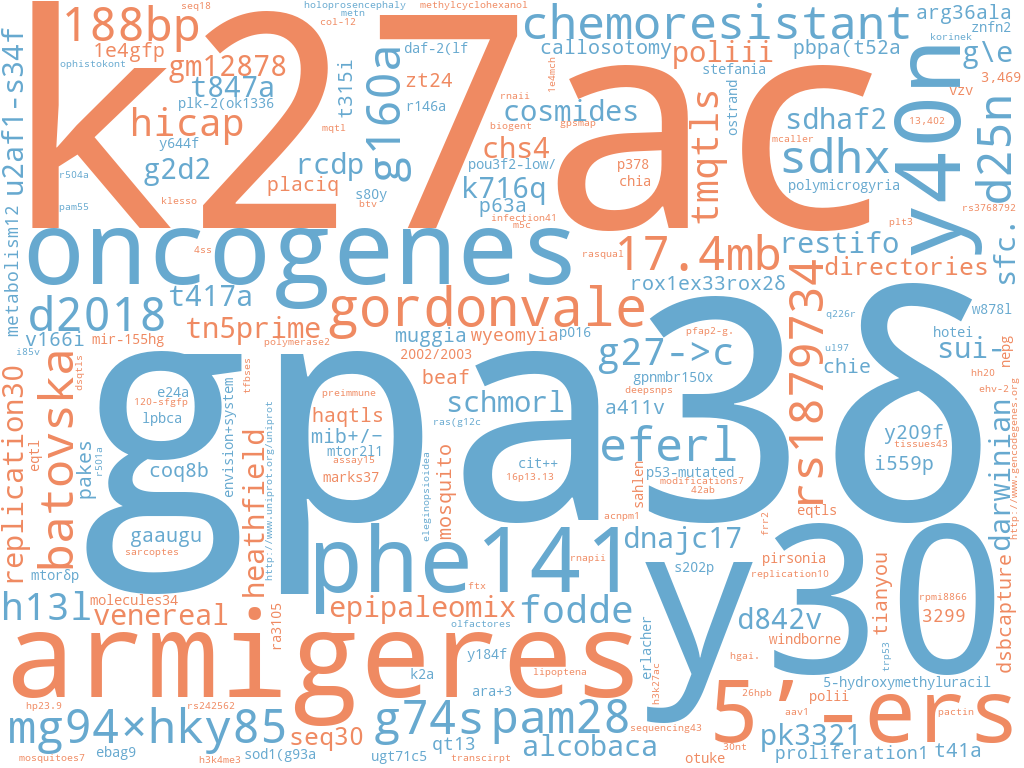 seq18
holoprosencephaly
metn
methylcyclohexanol
col-12
188bp
k27ac
chemoresistant
arg36ala
znfn2
korinek
1e4gfp
ophistokont
gm12878
t847a
plk-2(ok1336
daf-2(lf
callosotomy
poliii
pbpa(t52a
g\e
stefania
3,469
vzv
zt24
t315i
g160a
r146a
rnaii
1e4mch
biogent
gpsmap
cosmides
ostrand
tmqtls
sdhaf2
13,402
mcaller
y40n
d25n
u2af1-s34f
hicap
mqtl
y644f
g2d2
rcdp
chs4
pou3f2-low/
p378
chia
sdhx
polymicrogyria
r504a
pam55
klesso
placiq
s80y
btv
k716q
p63a
infection41
m5c
rs3768792
plt3
sfc.
metabolism12
oncogenes
4ss
rasqual
17.4mb
restifo
directories
rs1879734
rox1ex33rox2δ
d2018
t417a
gordonvale
w878l
q226r
v166i
mir-155hg
tn5prime
polymerase2
muggia
wyeomyia
p016
pfap2-g.
hotei
i85v
dsqtls
tfbses
2002/2003
g27->c
u197
chie
sui-
nepg
hh20
ehv-2
batovska
replication30
gpa3δ
e24a
120-sfgfp
lpbca
preimmune
beaf
deepsnps
gpnmbr150x
haqtls
schmorl
a411v
ras(g12c
mib+/-
mtor2l1
eferl
y209f
tissues43
eqtl
pakes
r501a
envision+system
heathfield
http://www.uniprot.org/uniprot
coq8b
assay15
marks37
eleginopsioidea
mosquito
cit++
16p13.13
sahlen
p53-mutated
modifications7
42ab
i559p
darwinian
http://www.gencodegenes.org
acnpm1
frr2
eqtls
gaaugu
sarcoptes
phe141
dnajc17
rnapii
mtorδp
s202p
pirsonia
replication10
y30
tianyou
rpmi8866
3299
dsbcapture
ftx
h13l
molecules34
venereal
ra3105
epipaleomix
olfactores
fodde
d842v
windborne
erlacher
hgai.
trp53
armigeres
y184f
k2a
ara+3
lipoptena
h3k27ac
5-hydroxymethyluracil
26hpb
polii
aav1
pactin
5’-ers
hp23.9
rs242562
mg94×hky85
seq30
g74s
pam28
sequencing43
30nt
pk3321
mosquitoes7
ebag9
h3k4me3
sod1(g93a
ugt71c5
qt13
transcirpt
alcobaca
otuke
proliferation1
t41a